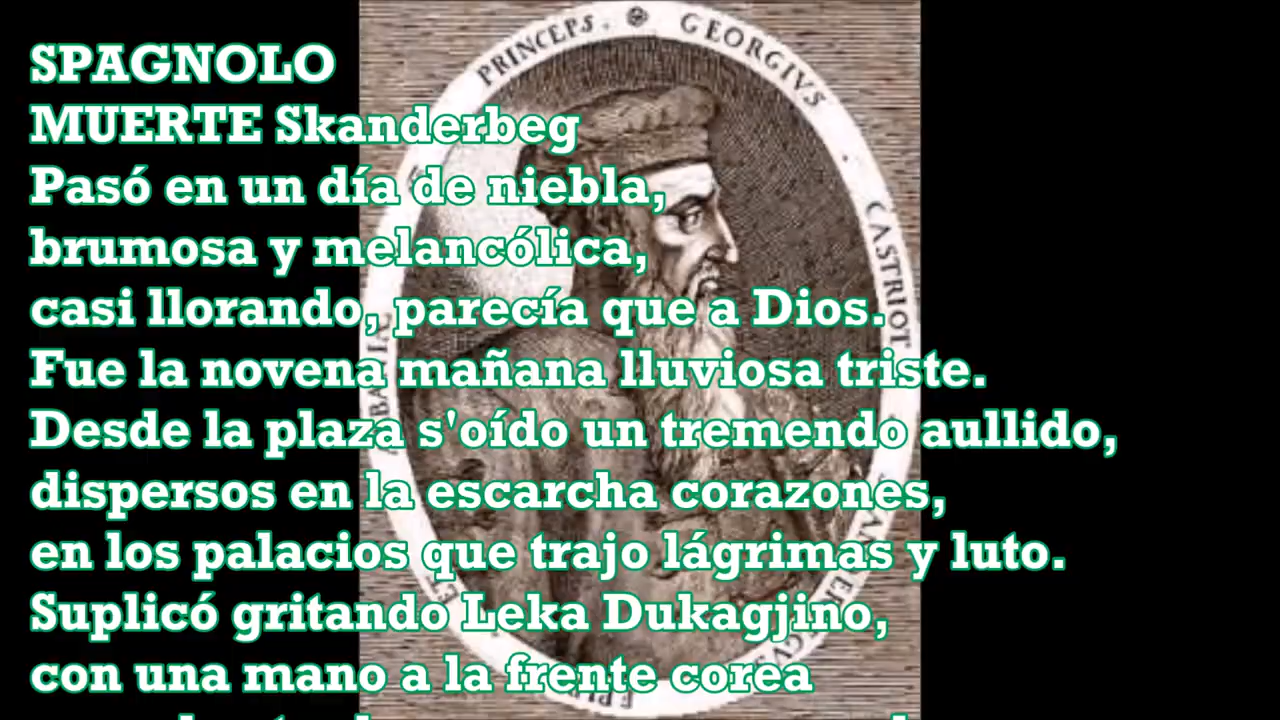 SPAGNOLO
MUERTE Skanderbeg
Pasó en un día de niebla,
brumosa y melancólica,
casi llorando, parecía que a Dios.
Fue la novena mañana lluviosa triste.
Desde la plaza s'oído un tremendo aullido,
dispersos en la escarcha corazones,
en los palacios que trajo lágrimas y luto.
Suplicó gritando Leka Dukagjino,
con una mano a la frente corea
PRINCEPS. GEORGIVS CASTRIOT